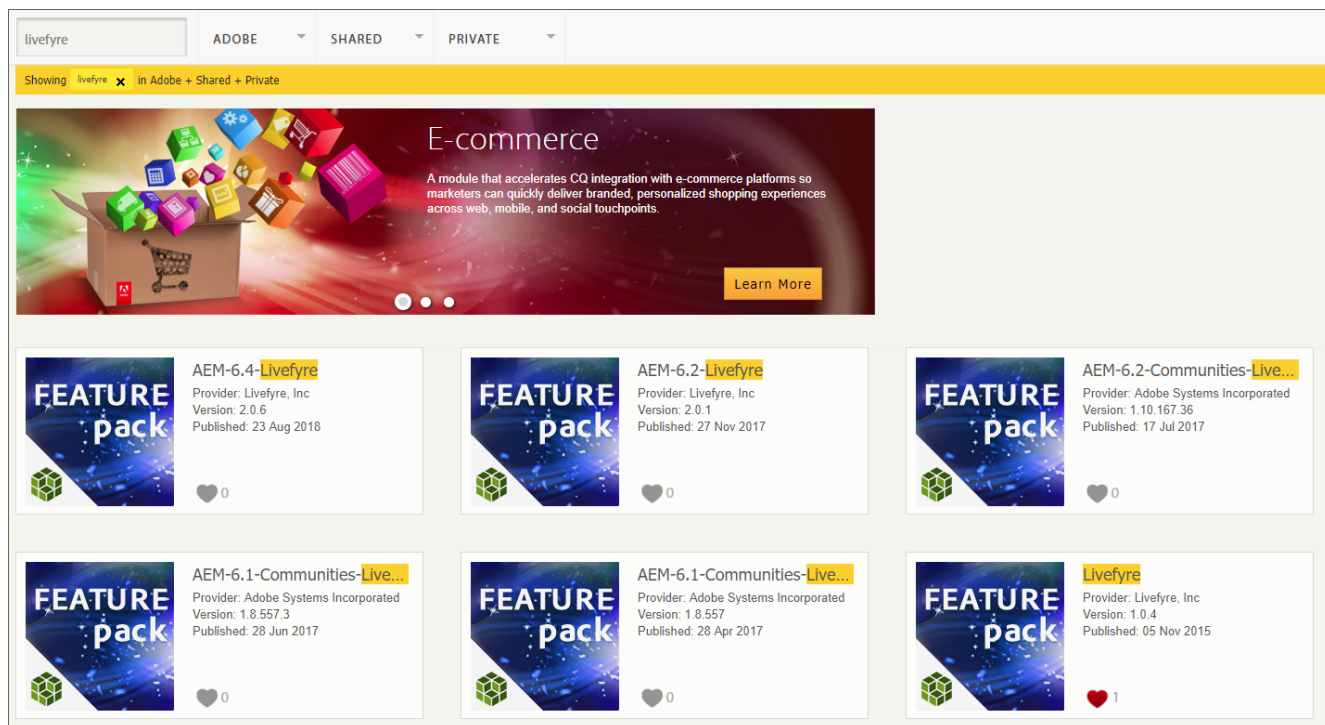 livefyre
ADOBE
SHARED
PRIVATE
Showing livefyre x in Adobe + Shared + Private
E-commerce
A module that accelerates CQ integration with e-commerce platforms so
marketers can quickly deliver branded, personalized shopping experiences
across web, mobile, and social touchpoints.
Learn More
FEATURE
pack
AEM-6.4-Livefyre
Provider: Livefyre, Inc
Version: 2.0.6
Published: 23 Aug 2018
0
FEATURE
pack
AEM-6.2-Livefyre
Provider: Livefyre, Inc
Version: 2.0.1
Published: 27 Nov 2017
0
FEATURE
pack
AEM-6.2-Communities-Live...
Provider: Adobe Systems Incorporated
Version: 1.10.167.36
Published: 17 Jul 2017
0
FEATURE
pack
AEM-6.1-Communities-Live...
Provider: Adobe Systems Incorporated
Version: 1.8.557.3
Published: 28 Jun 2017
0
FEATURE
pack
AEM-6.1-Communities-Live...
Provider: Adobe Systems Incorporated
Version: 1.8.557
Published: 28 Apr 2017
0
FEATURE
pack
Livefyre
Provider: Livefyre, Inc
Version: 1.0.4
Published: 05 Nov 2015
1